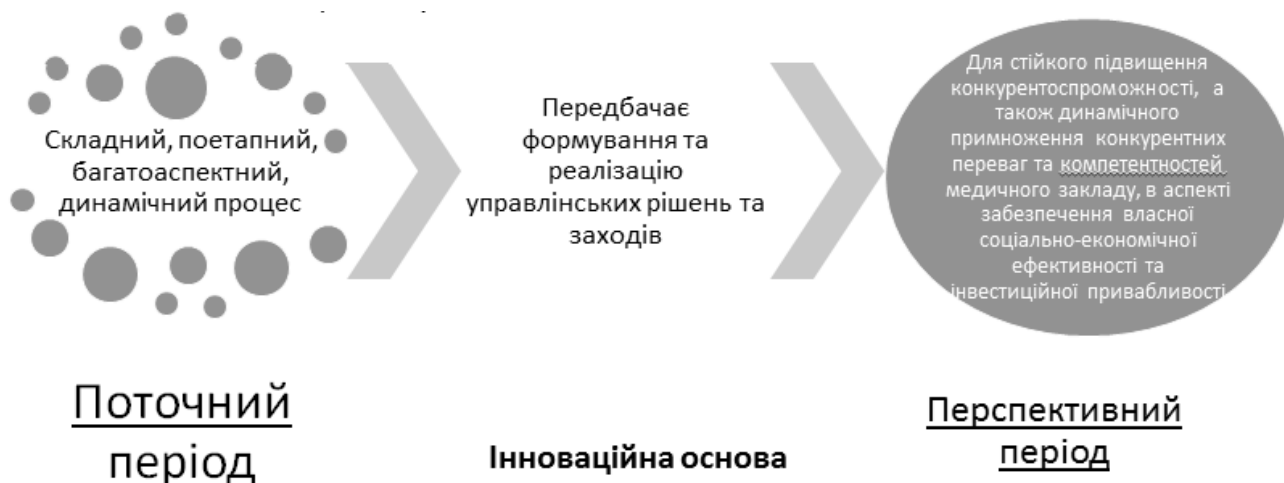 Складний, поетапний,
багатоаспектний,
динамічний процес
Передбачає
формування та
реалізацію
управлінських рішень та
заходів
Для стійкого підвищення
конкурентоспроможності, а
також динамічного
примноження конкурентних
переваг та компетентностей
медичного закладу, в аспекті
забезпечення власної
соціально-економічної
ефективності та
інвестиційної привабливості
Поточний
період
Інноваційна основа
Перспективний
період